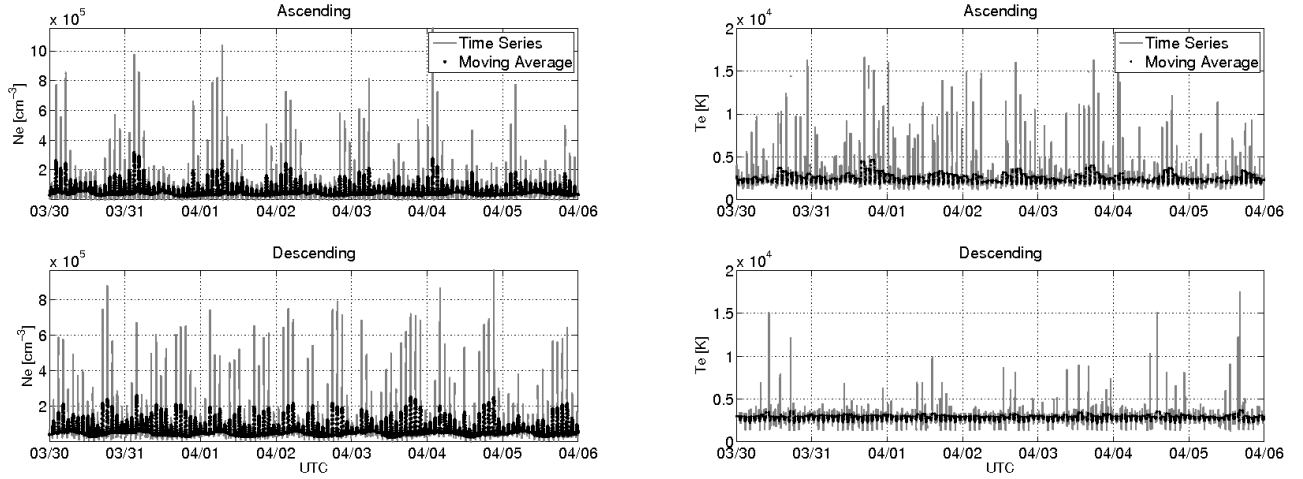 Ascending
x 10^5
Ne [cm^-3]
10
8
6
4
2
Time Series
Moving Average
03/30 03/31 04/01 04/02 04/03 04/04 04/05 04/06
Ascending
x 10^4
Te [K]
2
1.5
1
0.5
0
Time Series
Moving Average
03/30 03/31 04/01 04/02 04/03 04/04 04/05 04/06
Descending
x 10^5
Ne [cm^-3]
8
6
4
2
03/30 03/31 04/01 04/02 04/03 04/04 04/05 04/06
UTC
Descending
x 10^4
Te [K]
2
1.5
1
0.5
0
03/30 03/31 04/01 04/02 04/03 04/04 04/05 04/06
UTC